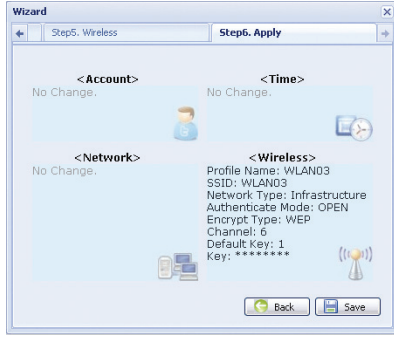 Wizard
Step5. Wireless
Step6. Apply
<Account>
No Change.
<Time>
No Change.
<Network>
No Change.
<Wireless>
Profile Name: WLAN03
SSID: WLAN03
Network Type: Infrastructure
Authenticate Mode: OPEN
Encrypt Type: WEP
Channel: 6
Default Key: 1
Key: ********
Back
Save